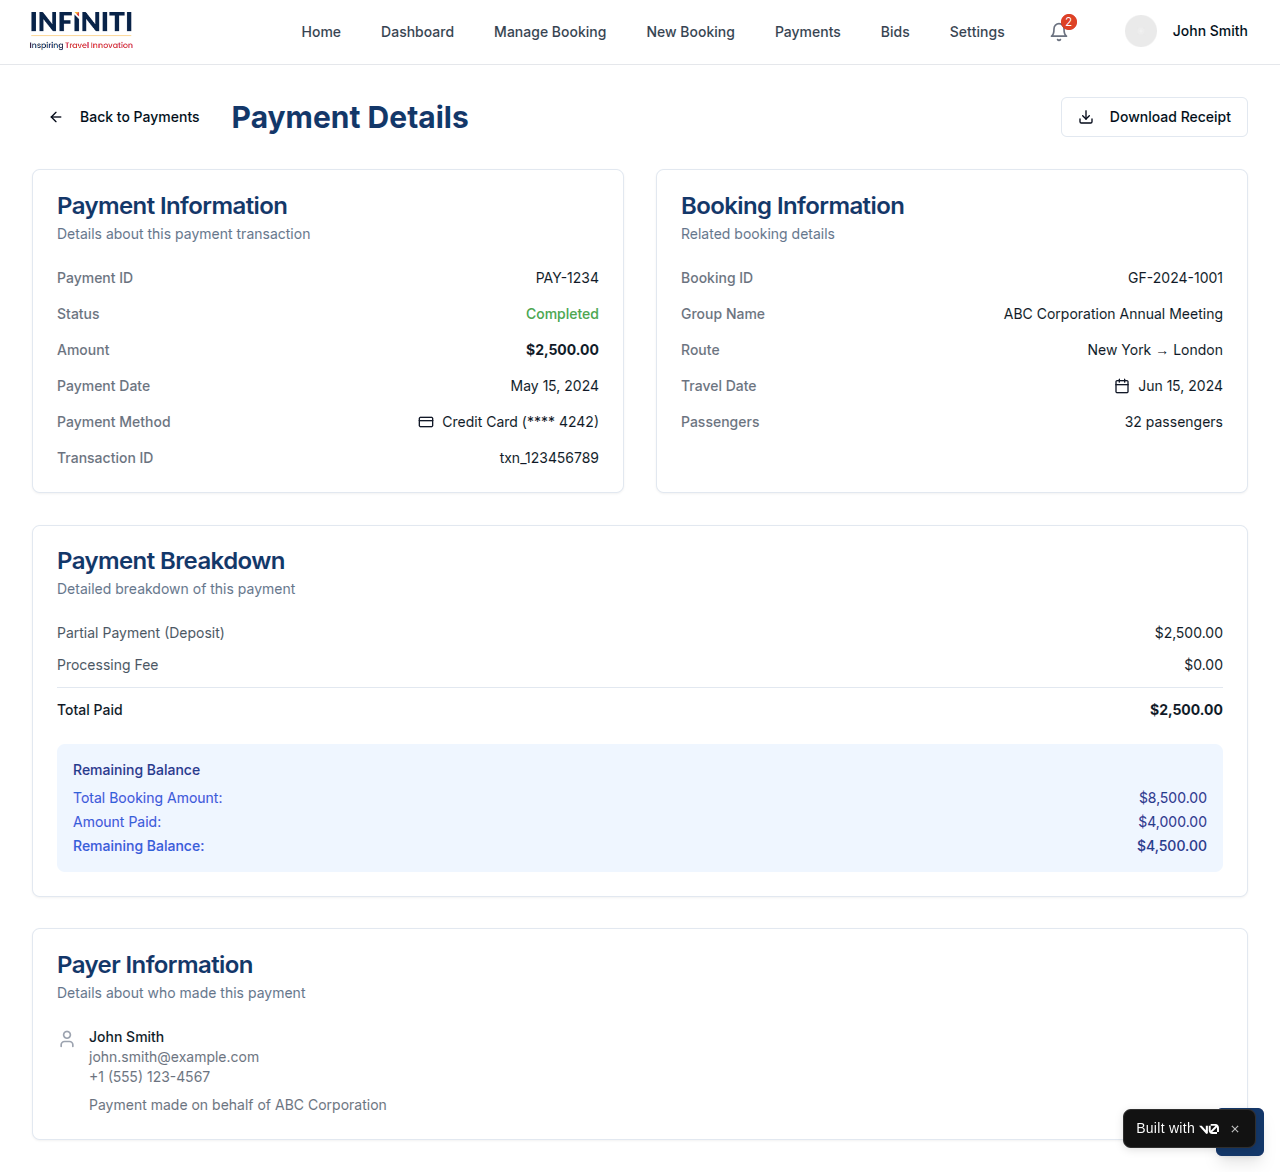 INFINITI
Inspiring Travel Innovation
Home
Dashboard
Manage Booking
New Booking
Payments
Bids
Settings
2
John Smith
Back to Payments
Payment Details
Download Receipt
Payment Information
Details about this payment transaction
Payment ID PAY-1234
Status Completed
Amount $2,500.00
Payment Date May 15, 2024
Payment Method Credit Card (**** 4242)
Transaction ID txn_123456789
Booking Information
Related booking details
Booking ID GF-2024-1001
Group Name ABC Corporation Annual Meeting
Route New York → London
Travel Date Jun 15, 2024
Passengers 32 passengers
Payment Breakdown
Detailed breakdown of this payment
Partial Payment (Deposit) $2,500.00
Processing Fee $0.00
Total Paid $2,500.00
Remaining Balance
Total Booking Amount: $8,500.00
Amount Paid: $4,000.00
Remaining Balance: $4,500.00
Payer Information
Details about who made this payment
John Smith
john.smith@example.com
+1 (555) 123-4567
Payment made on behalf of ABC Corporation
Built with v0